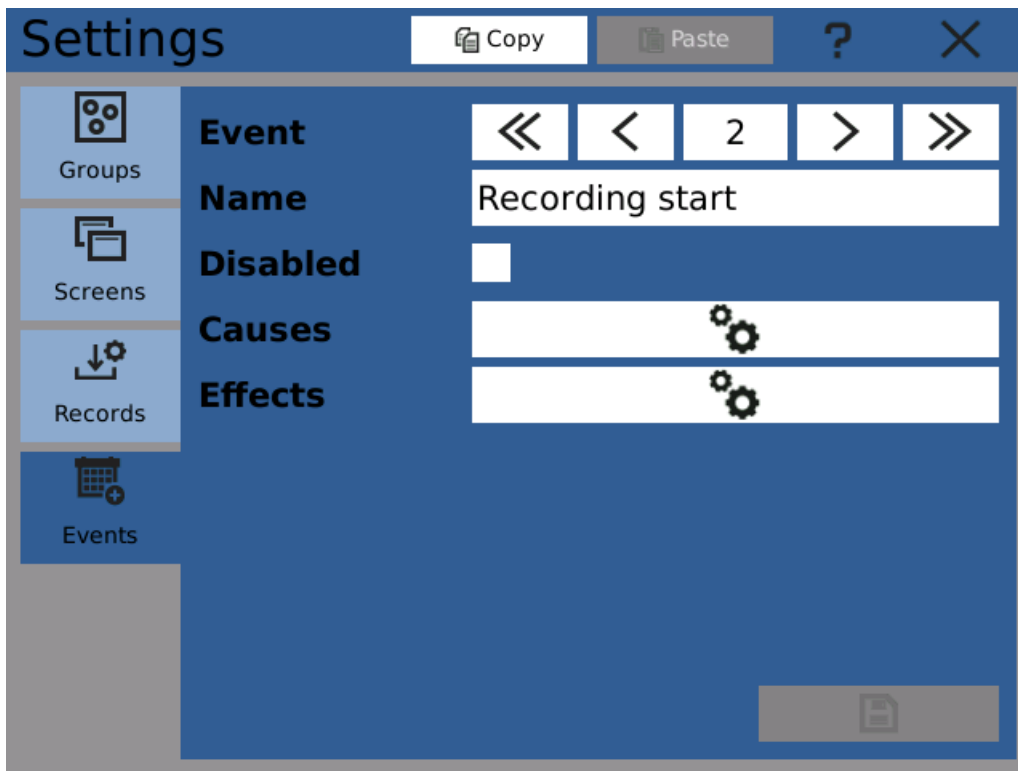 Settings
Copy
Paste
?
Groups
Screens
Records
Events
Event
2
Name
Recording start
Disabled
Causes
Effects